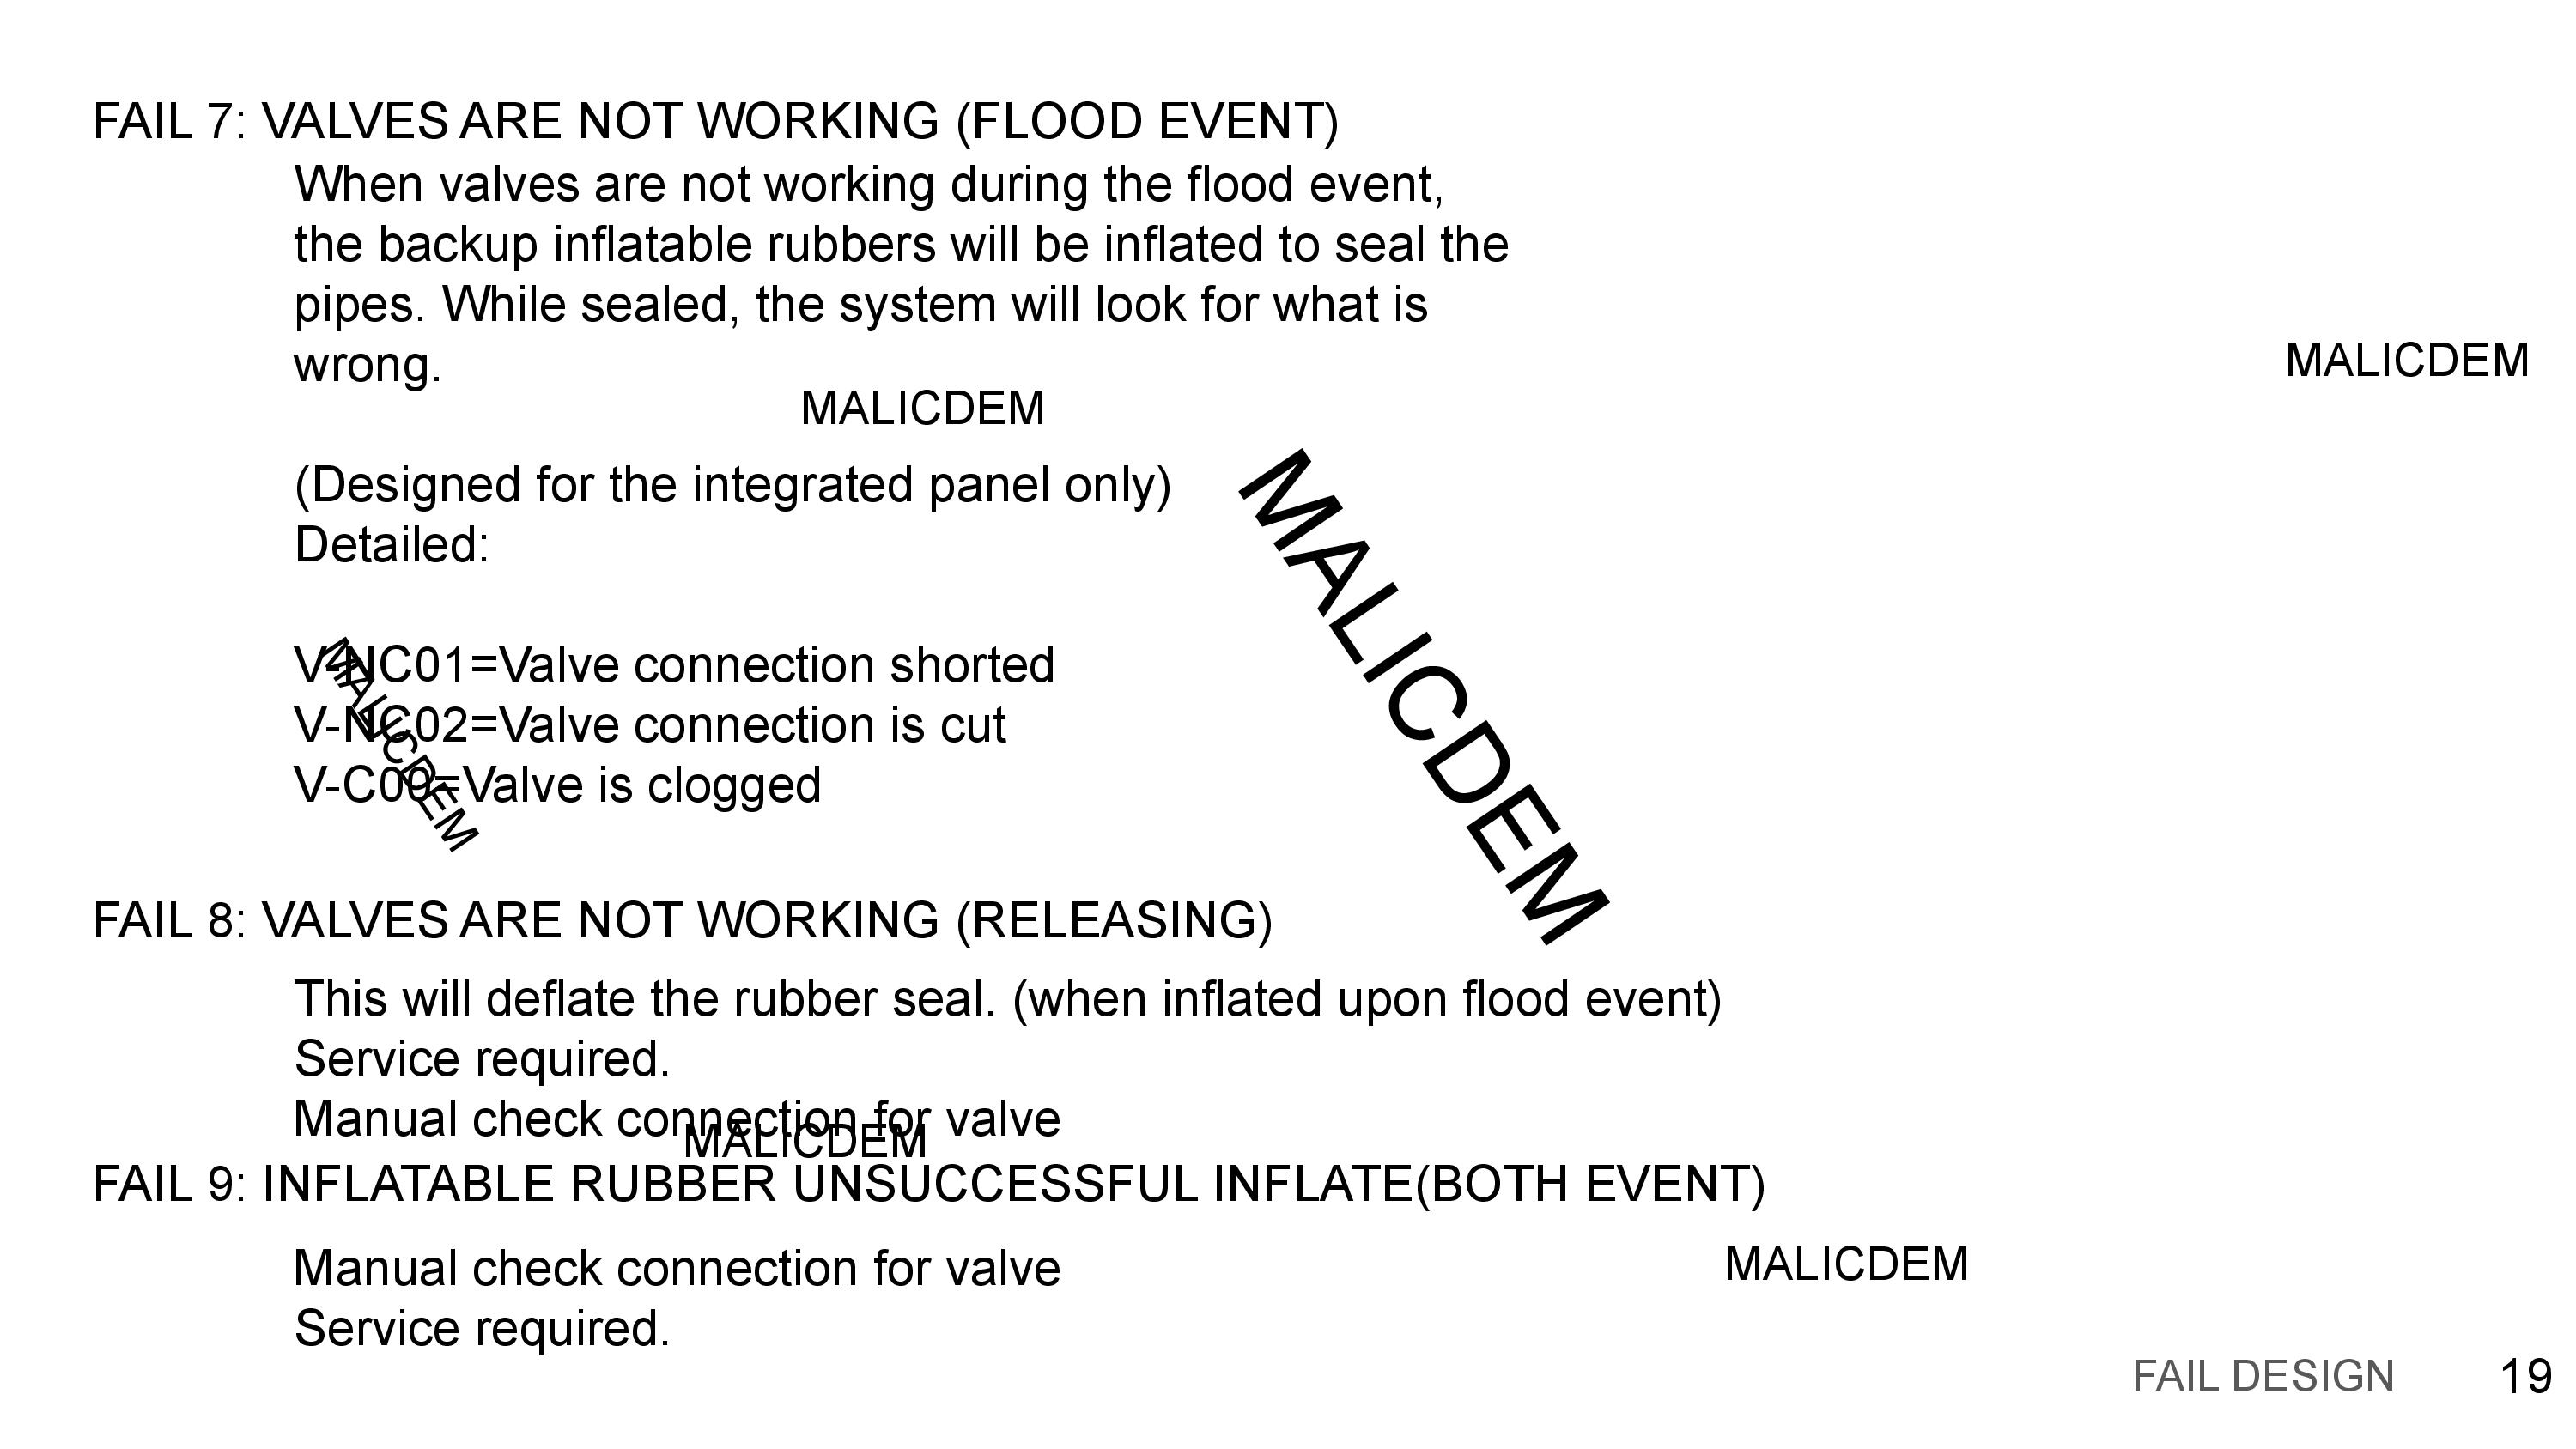 FAIL 7: VALVES ARE NOT WORKING (FLOOD EVENT)
When valves are not working during the flood event,
the backup inflatable rubbers will be inflated to seal the
pipes. While sealed, the system will look for what is
wrong.
MALICDEM
MALICDEM
(Designed for the integrated panel only)
Detailed:
MALICDEM
V-NC01=Valve connection shorted
V-NC02=Valve connection is cut
V-C00=Valve is clogged
MALICDEM
FAIL 8: VALVES ARE NOT WORKING (RELEASING)
This will deflate the rubber seal. (when inflated upon flood event)
Service required.
Manual check connection for valve
MALICDEM
FAIL 9: INFLATABLE RUBBER UNSUCCESSFUL INFLATE(BOTH EVENT)
Manual check connection for valve
MALICDEM
Service required.
FAIL DESIGN
19